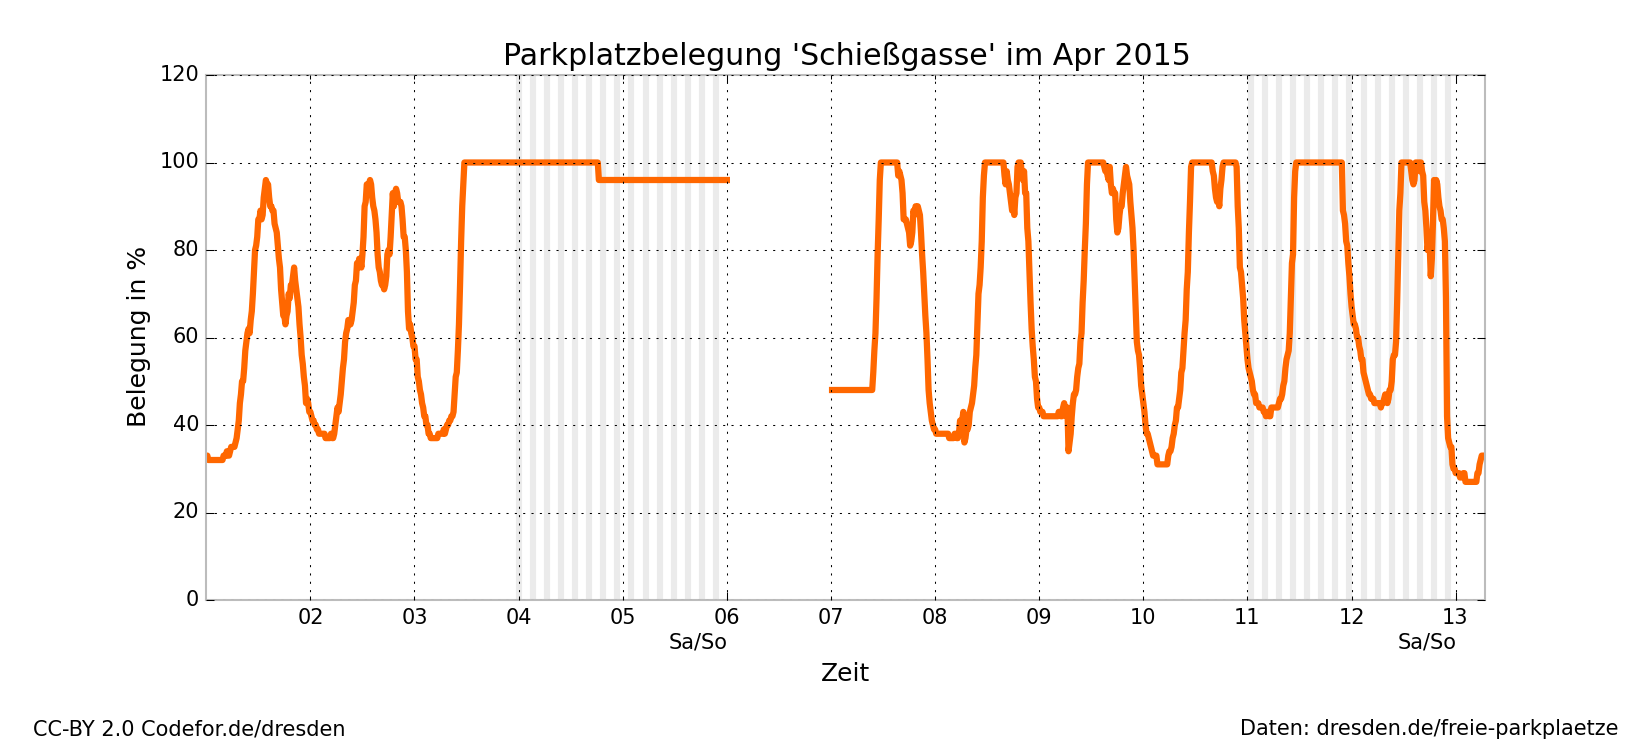 Parkplatzbelegung 'Schießgasse' im Apr 2015
120
100
80
60
40
20
0
Belegung in %
02 03 04 05 06 07 08 09 10 11 12 13
Sa/So Sa/So
Zeit
CC-BY 2.0 Codefor.de/dresden
Daten: dresden.de/freie-parkplaetze